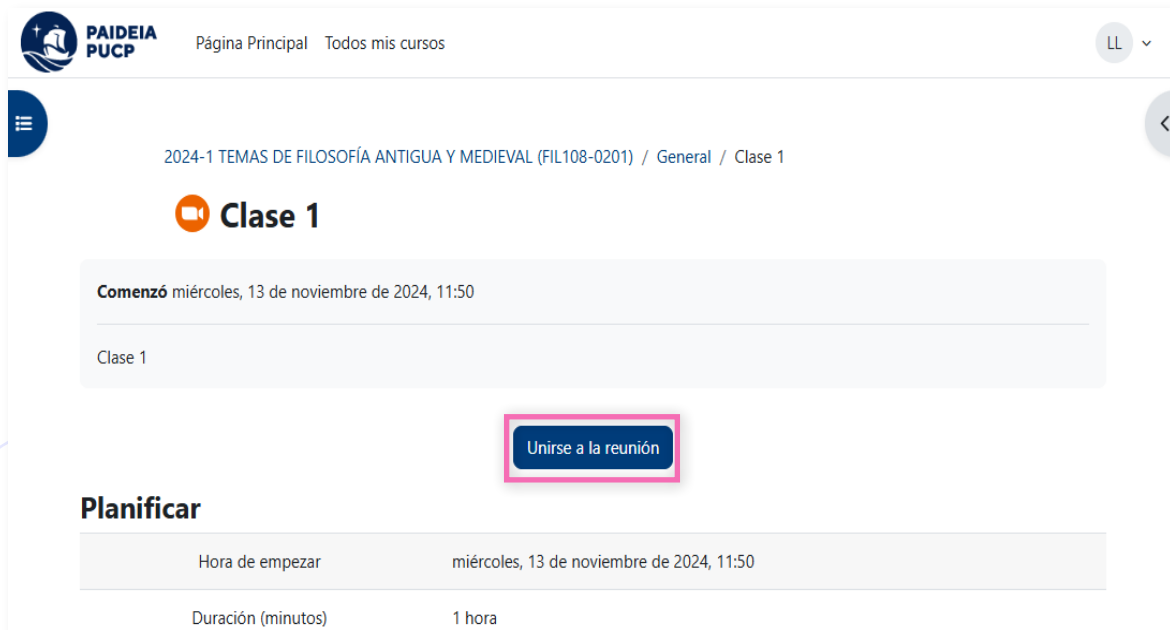 PAIDEIA
PUCP
Página Principal Todos mis cursos
LL
2024-1 TEMAS DE FILOSOFÍA ANTIGUA Y MEDIEVAL (FIL108-0201) / General / Clase 1
Clase 1
Comenzó miércoles, 13 de noviembre de 2024, 11:50
Clase 1
Unirse a la reunión
Planificar
Hora de empezar miércoles, 13 de noviembre de 2024, 11:50
Duración (minutos) 1 hora